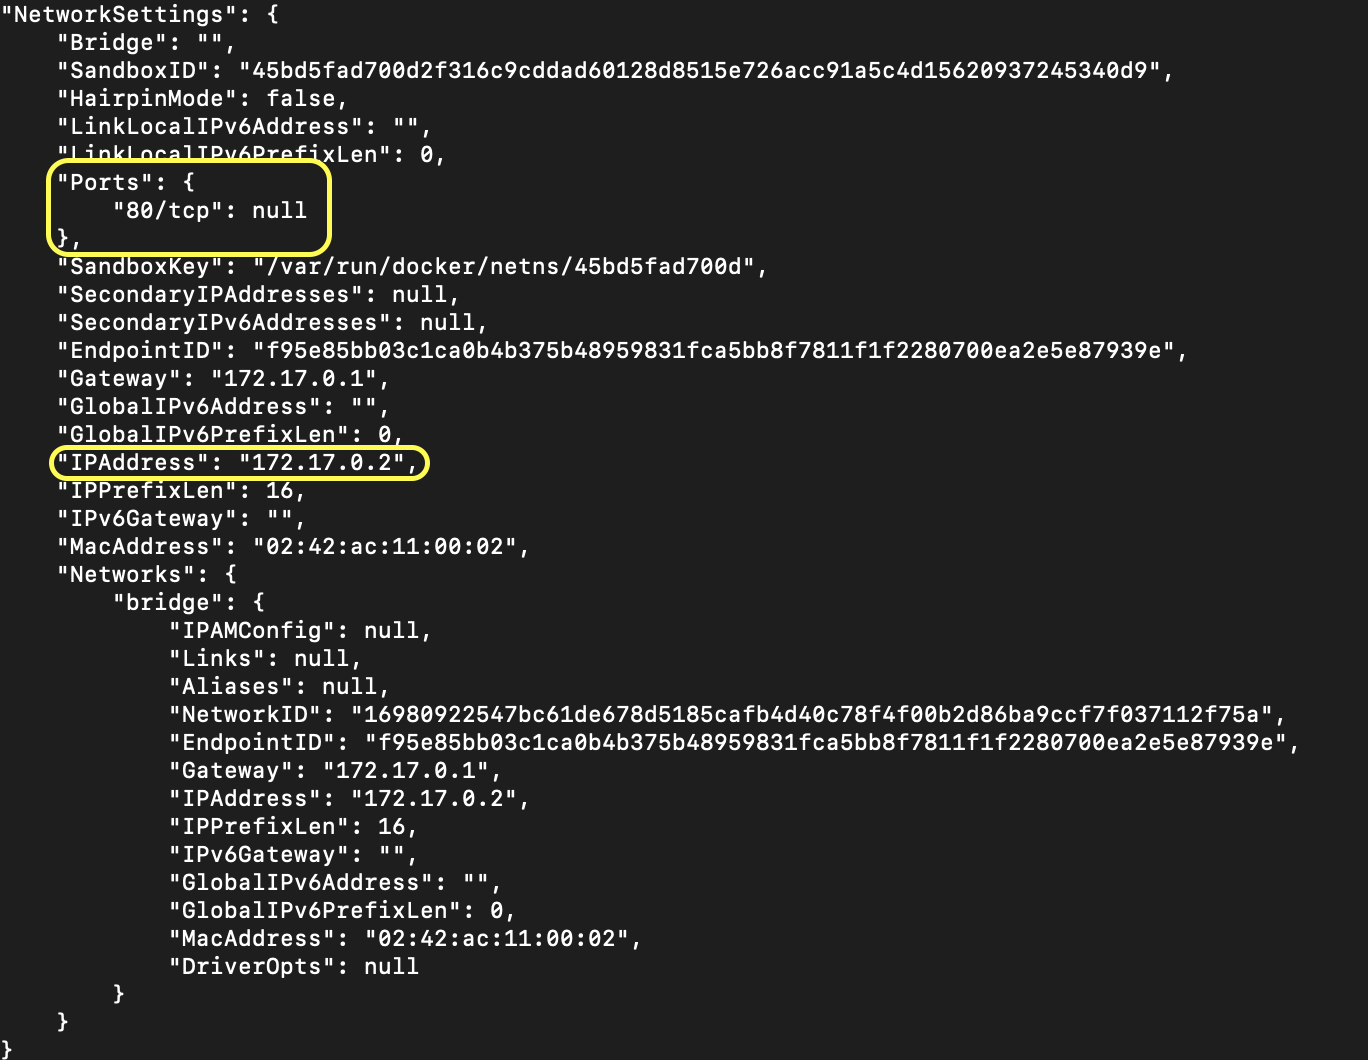 "NetworkSettings": {
"Bridge": "",
"SandboxID": "45bd5fad700d2f316c9cddad60128d8515e726acc91a5c4d15620937245340d9",
"HairpinMode": false,
"LinkLocalIPv6Address": "",
"LinkLocalIPv6PrefixLen": 0,
"Ports": {
"80/tcp": null
},
"SandboxKey": "/var/run/docker/netns/45bd5fad700d",
"SecondaryIPAddresses": null,
"SecondaryIPv6Addresses": null,
"EndpointID": "f95e85bb03c1ca0b4b375b48959831fca5bb8f7811f1f2280700ea2e5e87939e",
"Gateway": "172.17.0.1",
"GlobalIPv6Address": "",
"GlobalIPv6PrefixLen": 0,
"IPAddress": "172.17.0.2",
"IPPrefixLen": 16,
"IPv6Gateway": "",
"MacAddress": "02:42:ac:11:00:02",
"Networks": {
"bridge": {
"IPAMConfig": null,
"Links": null,
"Aliases": null,
"NetworkID": "16980922547bc61de678d5185cafb4d40c78f4f00b2d86ba9ccf7f037112f75a",
"EndpointID": "f95e85bb03c1ca0b4b375b48959831fca5bb8f7811f1f2280700ea2e5e87939e",
"Gateway": "172.17.0.1",
"IPAddress": "172.17.0.2",
"IPPrefixLen": 16,
"IPv6Gateway": "",
"GlobalIPv6Address": "",
"GlobalIPv6PrefixLen": 0,
"MacAddress": "02:42:ac:11:00:02",
"DriverOpts": null
}
}
}